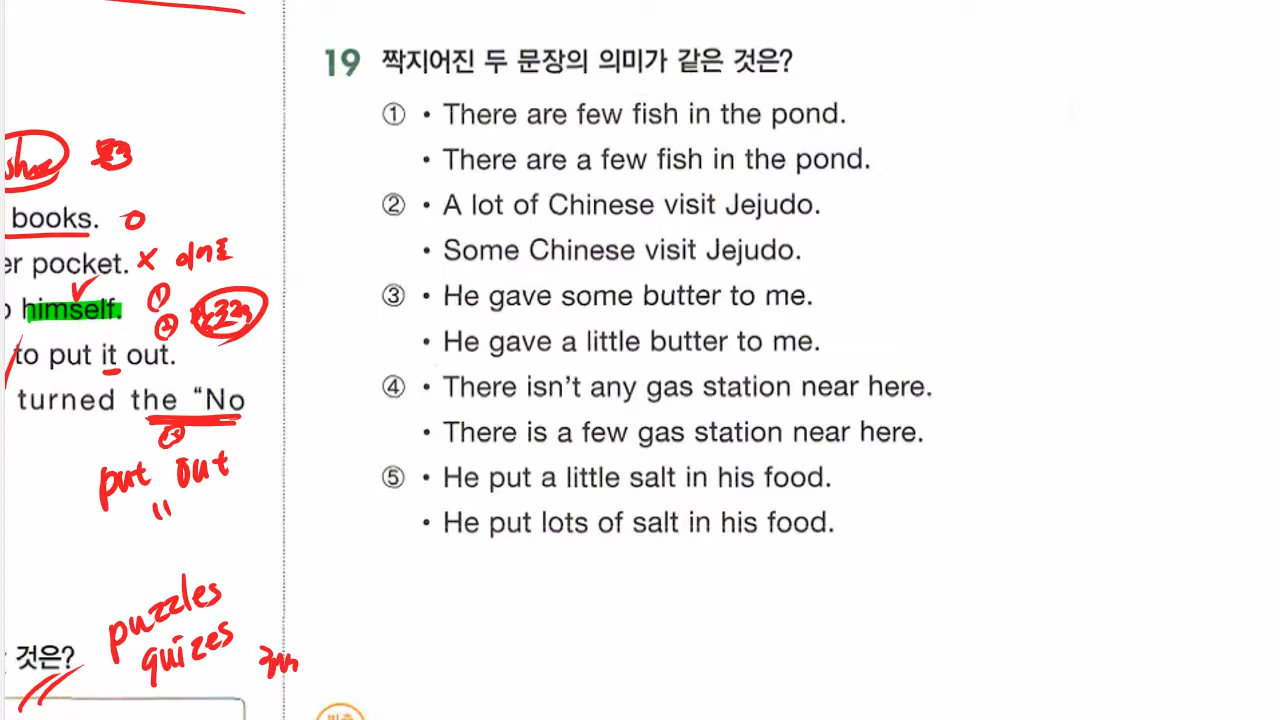 books. O
er pocket. X
himself. ① ②
to put it out.
turned the “No
put out
"
puzzles
quizes
것은?
19 짝지어진 두 문장의 의미가 같은 것은?
① • There are few fish in the pond.
• There are a few fish in the pond.
② • A lot of Chinese visit Jejudo.
• Some Chinese visit Jejudo.
③ • He gave some butter to me.
• He gave a little butter to me.
④ • There isn’t any gas station near here.
• There is a few gas station near here.
⑤ • He put a little salt in his food.
• He put lots of salt in his food.